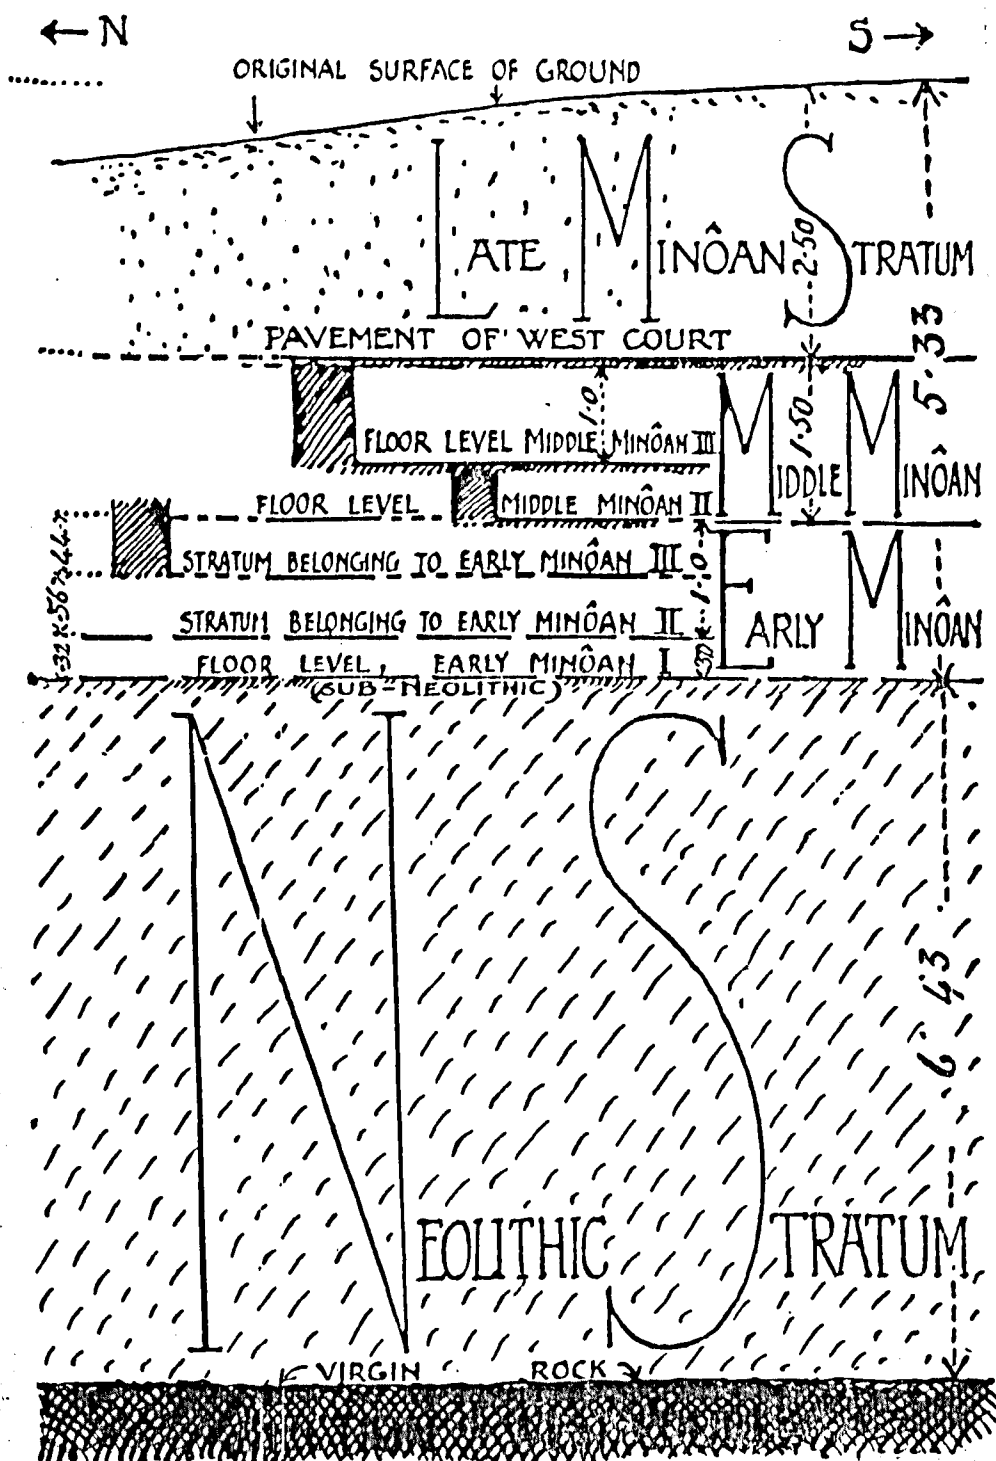 N S
ORIGINAL SURFACE OF GROUND
LATE MINÔAN STRATUM
2·50
5·33
PAVEMENT OF WEST COURT
1·0
1·50
FLOOR LEVEL MIDDLE MINÔAN III
MIDDLE MINÔAN
FLOOR LEVEL MIDDLE MINÔAN II
·44
STRATUM BELONGING TO EARLY MINÔAN III
·56
1·0
EARLY MINÔAN
STRATUM BELONGING TO EARLY MINÔAN II
·32
FLOOR LEVEL, EARLY MINÔAN I
(SUB-NEOLITHIC)
6·43
NEOLITHIC STRATUM
VIRGIN ROCK